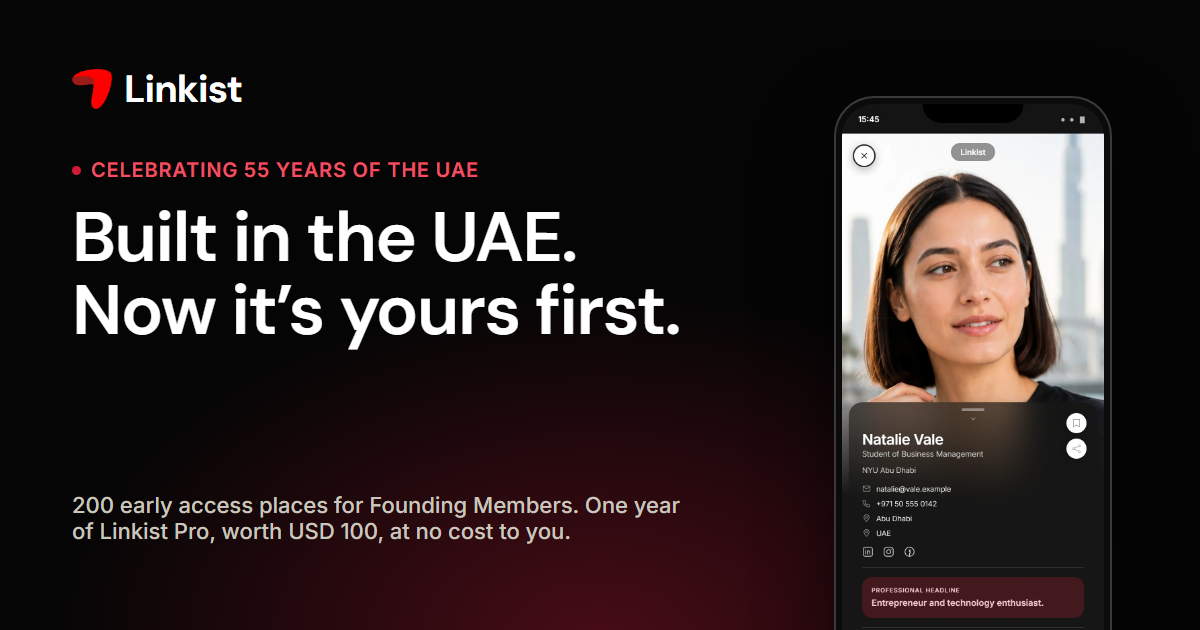 Linkist
CELEBRATING 55 YEARS OF THE UAE
Built in the UAE.
Now it’s yours first.
200 early access places for Founding Members. One year
of Linkist Pro, worth USD 100, at no cost to you.
15:45
Linkist
Natalie Vale
Student of Business Management
NYU Abu Dhabi
natalie@vale.example
+971 50 555 0142
Abu Dhabi
UAE
PROFESSIONAL HEADLINE
Entrepreneur and technology enthusiast.